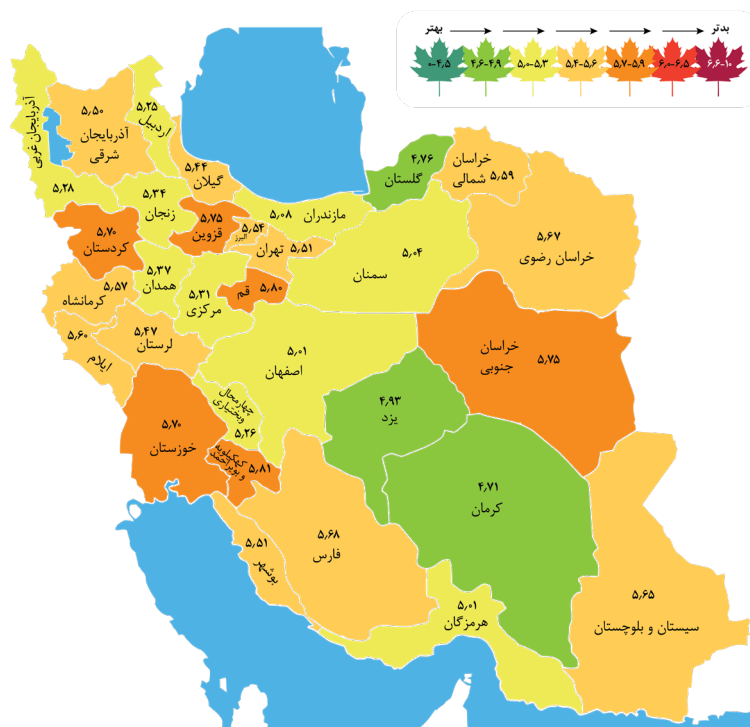 بهتر
بدتر
۰-۴٫۵
۴٫۶-۴٫۹
۵٫۰-۵٫۳
۵٫۴-۵٫۶
۵٫۷-۵٫۹
۶٫۰-۶٫۵
۶٫۶-۱۰
آذربایجان غربی
۵٫۲۸
۵٫۵۰
آذربایجان
شرقی
۵٫۲۵
اردبیل
۵٫۴۴
گیلان
۴٫۷۶
گلستان
خراسان
شمالی
۵٫۵۹
۵٫۳۴
زنجان
۵٫۷۵
قزوین
۵٫۵۴
البرز
۵٫۵۱
تهران
مازندران
۵٫۰۸
۵٫۰۴
سمنان
۵٫۶۷
خراسان رضوی
۵٫۷۰
کردستان
۵٫۳۷
همدان
۵٫۳۱
مرکزی
قم
۵٫۸۰
۵٫۵۷
کرمانشاه
۵٫۴۷
لرستان
۵٫۶۰
ایلام
۵٫۰۱
اصفهان
خراسان
جنوبی
۵٫۷۵
۴٫۹۳
یزد
چهارمحال
وبختیاری
۵٫۲۶
۵٫۷۰
خوزستان
کهگیلویه
و بویراحمد
۵٫۸۱
۴٫۷۱
کرمان
۵٫۵۱
بوشهر
۵٫۶۸
فارس
۵٫۰۱
هرمزگان
۵٫۶۵
سیستان و بلوچستان